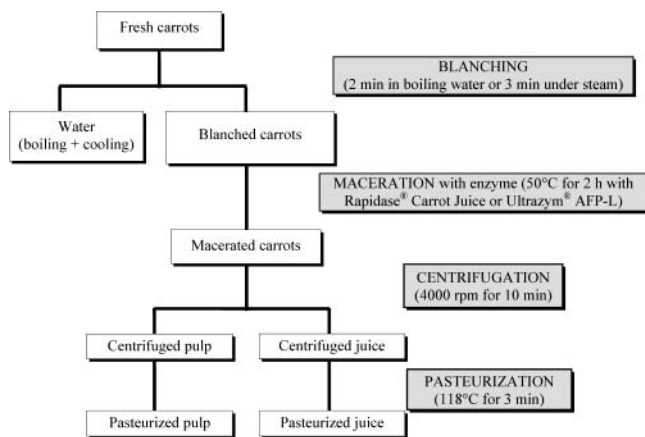 Fresh carrots
BLANCHING
(2 min in boiling water or 3 min under steam)
Water
(boiling + cooling)
Blanched carrots
MACERATION with enzyme (50°C for 2 h with
Rapidase® Carrot Juice or Ultrazym® AFP-L)
Macerated carrots
CENTRIFUGATION
(4000 rpm for 10 min)
Centrifuged pulp
Centrifuged juice
PASTEURIZATION
(118°C for 3 min)
Pasteurized pulp
Pasteurized juice